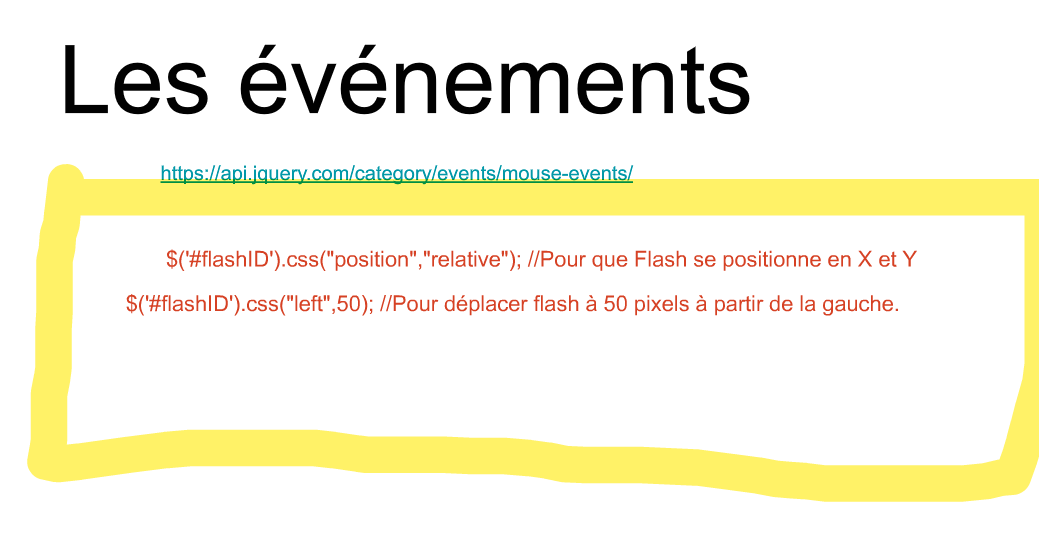 Les événements
https://api.jquery.com/category/events/mouse-events/
$('#flashID').css("position","relative"); //Pour que Flash se positionne en X et Y
$('#flashID').css("left",50); //Pour déplacer flash à 50 pixels à partir de la gauche.